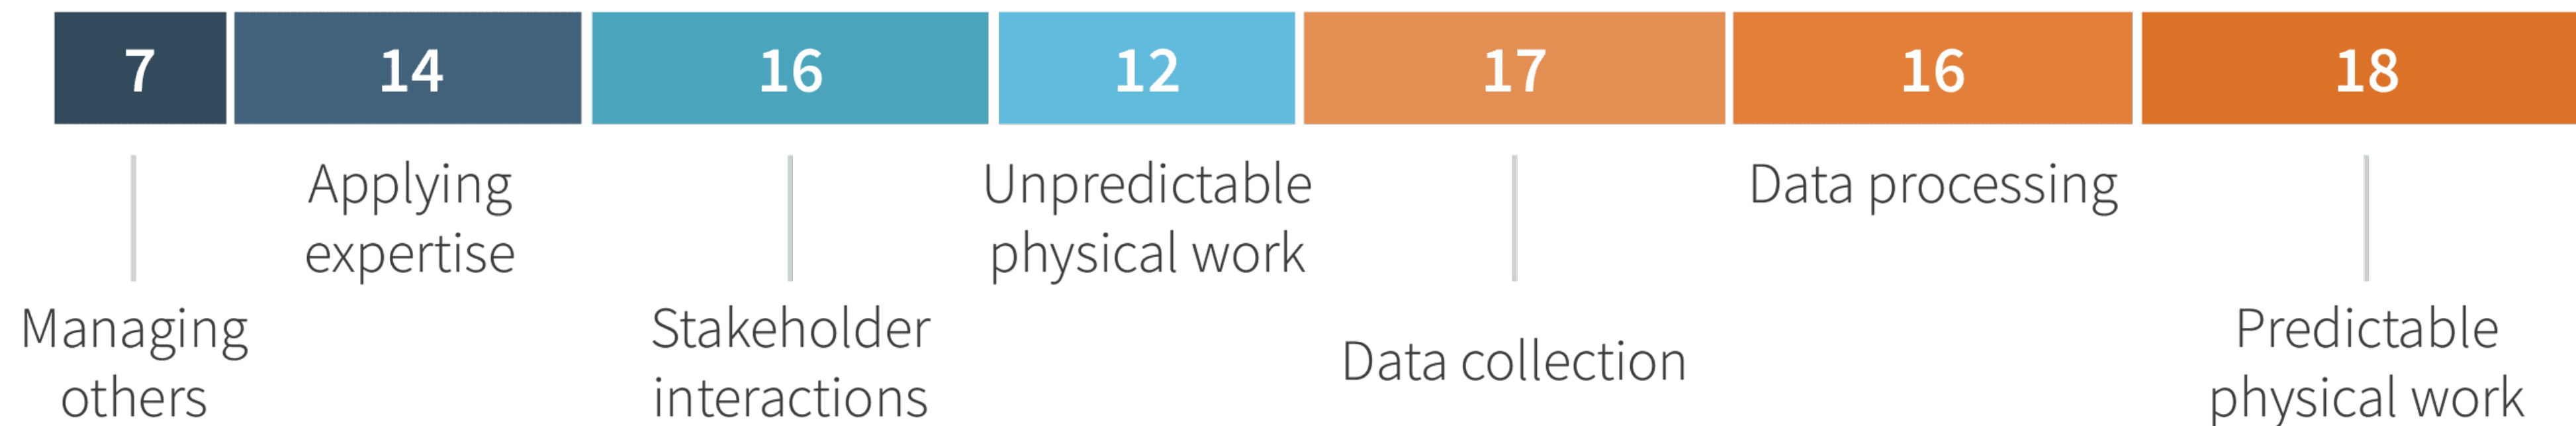 7 14 16 12 17 16 18
Applying
expertise
Unpredictable
physical work
Data processing
Managing
others
Stakeholder
interactions
Data collection
Predictable
physical work